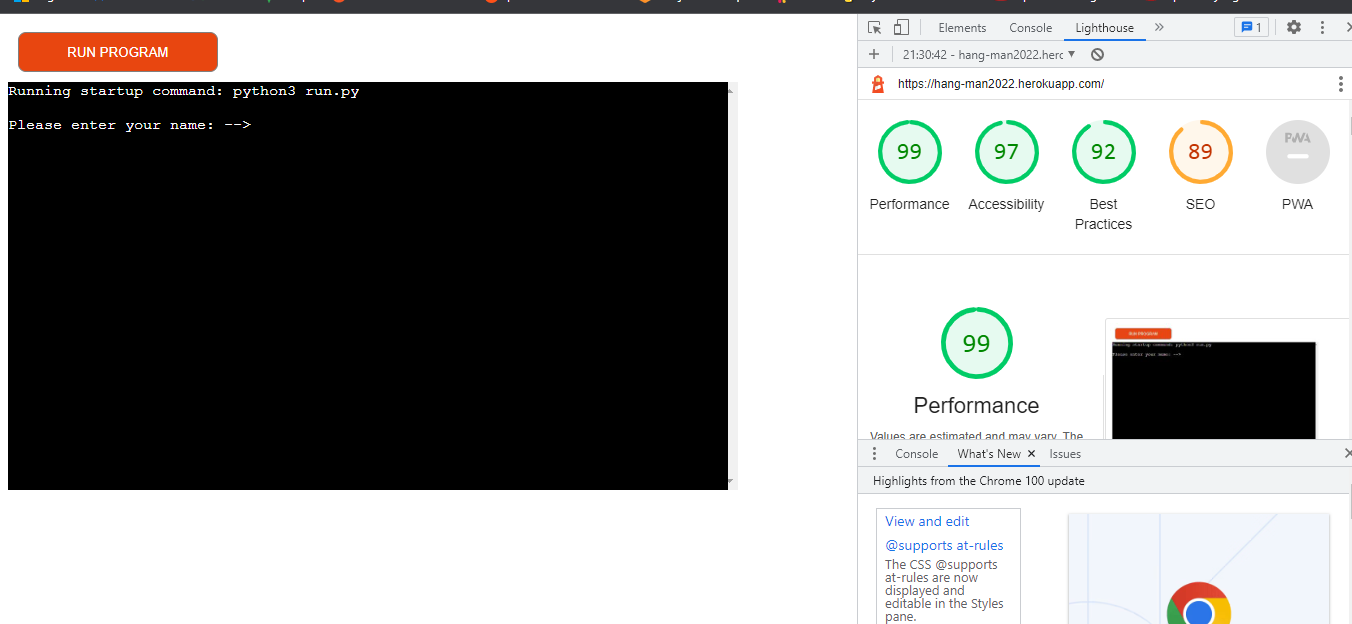 RUN PROGRAM
Running startup command: python3 run.py
Please enter your name: -->
Elements Console Lighthouse » 1
+ 21:30:42 - hang-man2022.herc ▼
https://hang-man2022.herokuapp.com/
99 97 92 89 PWA
Performance Accessibility Best Practices SEO PWA
99
Performance
Values are estimated and may vary. The
RUN PROGRAM
Running startup command: python3 run.py
Please enter your name: -->
Console What's New × Issues
Highlights from the Chrome 100 update
View and edit
@supports at-rules
The CSS @supports
at-rules are now
displayed and
editable in the Styles
pane.